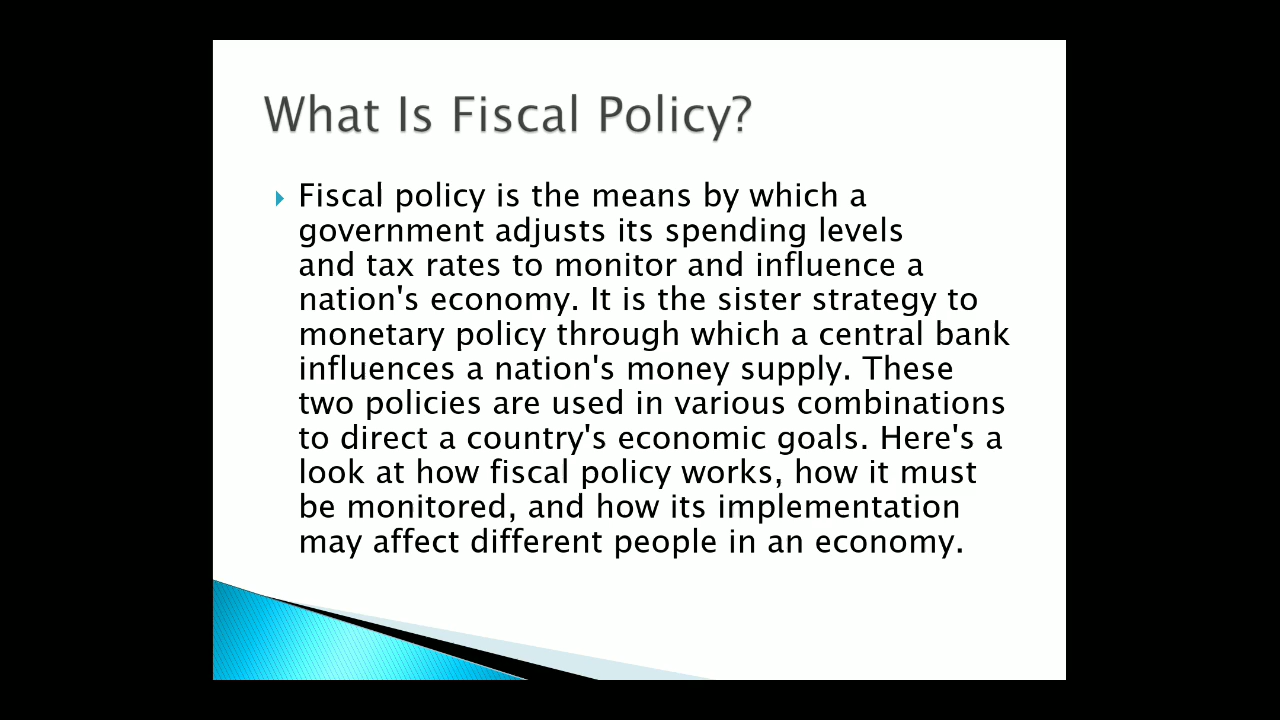 What Is Fiscal Policy?
Fiscal policy is the means by which a
government adjusts its spending levels
and tax rates to monitor and influence a
nation's economy. It is the sister strategy to
monetary policy through which a central bank
influences a nation's money supply. These
two policies are used in various combinations
to direct a country's economic goals. Here's a
look at how fiscal policy works, how it must
be monitored, and how its implementation
may affect different people in an economy.